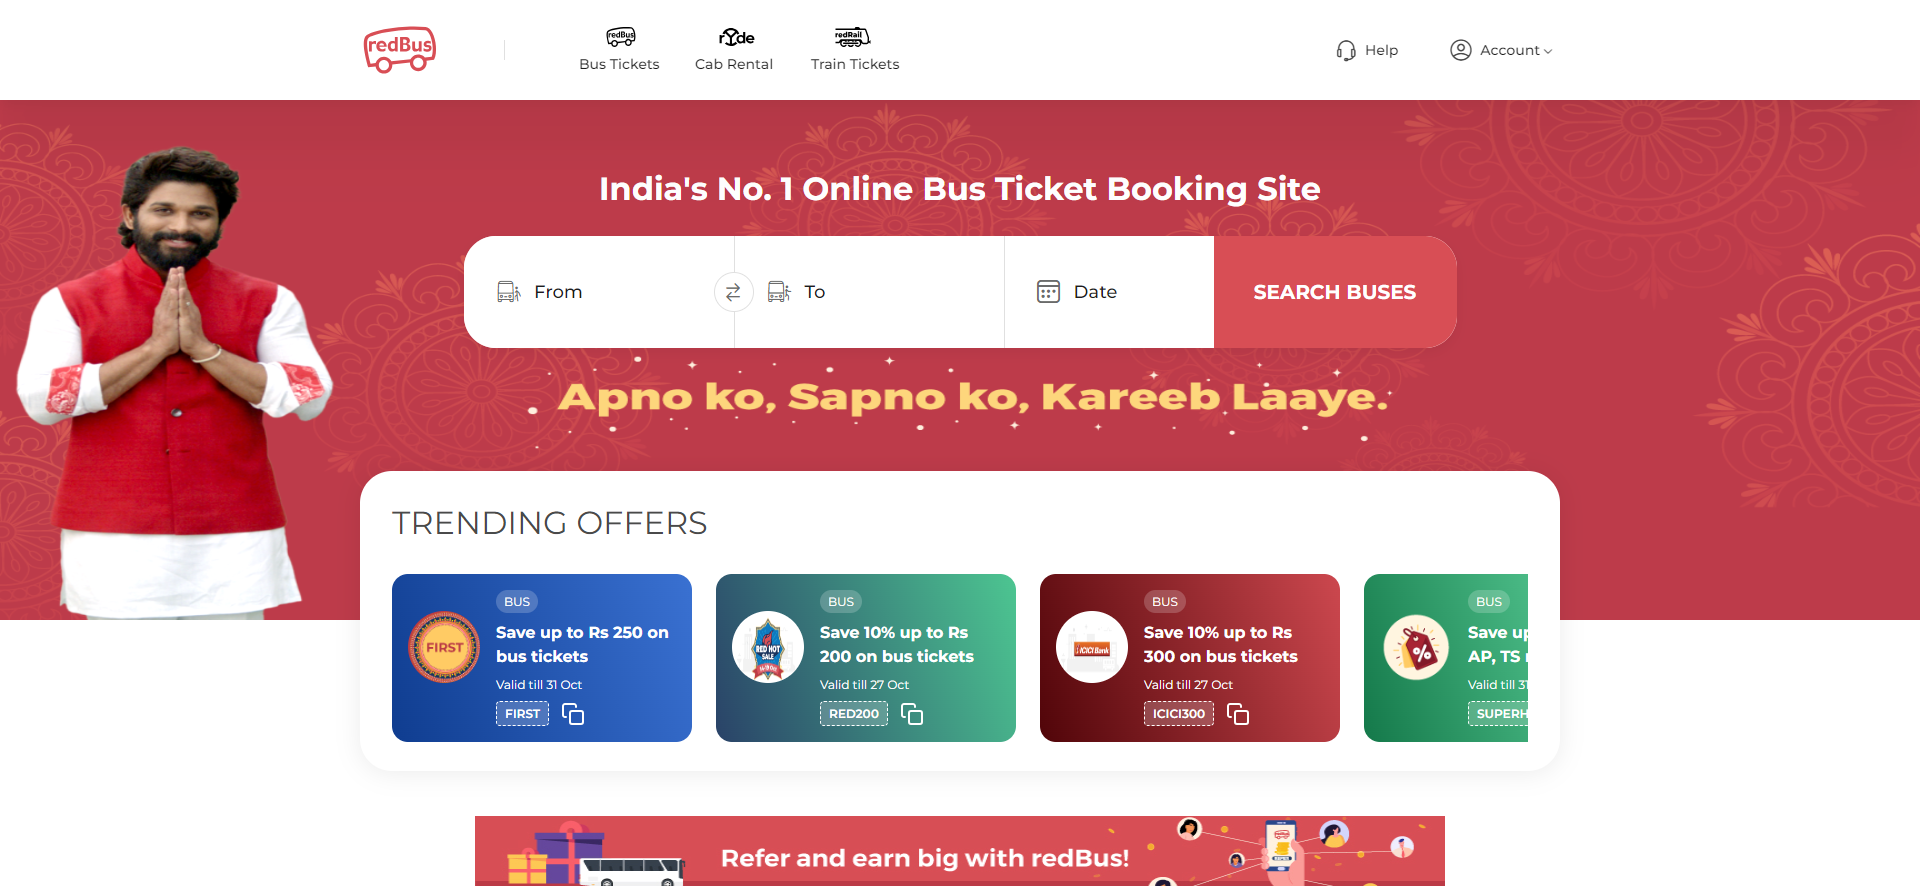 redBus
redBus
Bus Tickets
ryde
Cab Rental
redRail
Train Tickets
Help
Account
India's No. 1 Online Bus Ticket Booking Site
From
To
Date
SEARCH BUSES
Apno ko, Sapno ko, Kareeb Laaye.
TRENDING OFFERS
FIRST
BUS
Save up to Rs 250 on
bus tickets
Valid till 31 Oct
FIRST
RED HOT
SALE
BUS
Save 10% up to Rs
200 on bus tickets
Valid till 27 Oct
RED200
ICICI Bank
BUS
Save 10% up to Rs
300 on bus tickets
Valid till 27 Oct
ICICI300
%
BUS
Save up
AP, TS
Valid till 31
SUPERH
Refer and earn big with redBus!
redBus